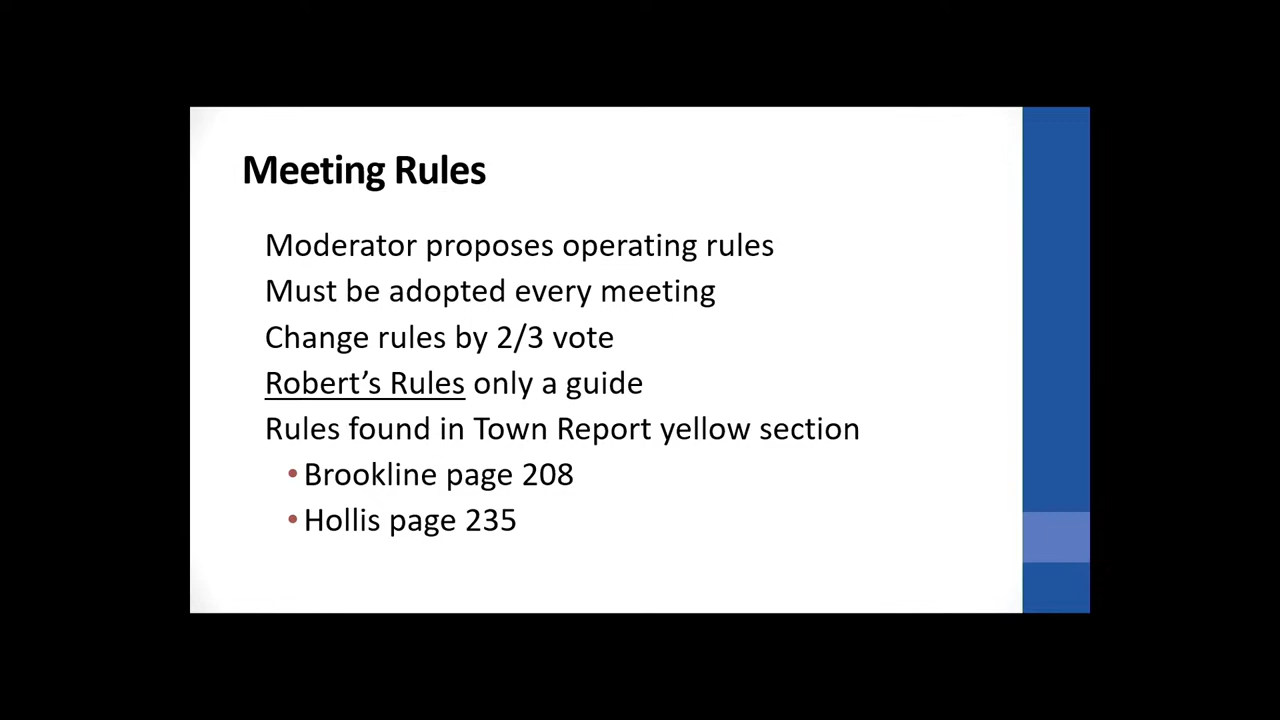 Meeting Rules
Moderator proposes operating rules
Must be adopted every meeting
Change rules by 2/3 vote
Robert’s Rules only a guide
Rules found in Town Report yellow section
•Brookline page 208
•Hollis page 235